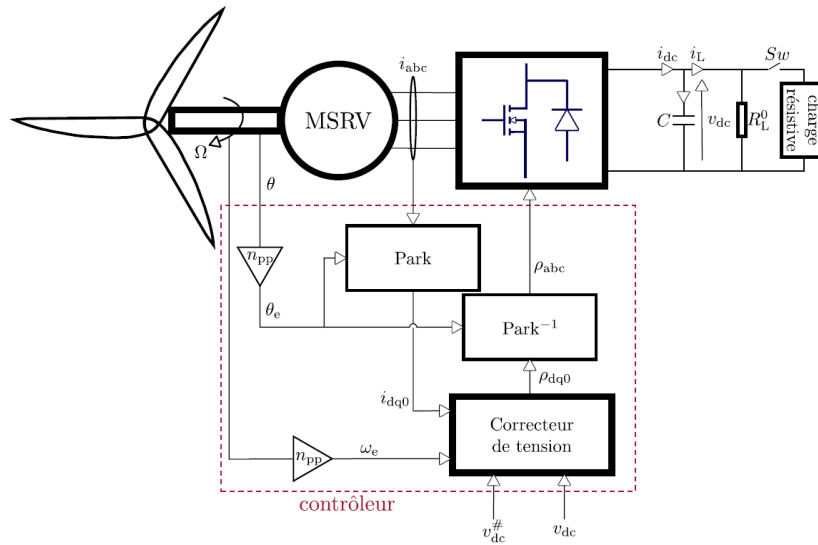 i_abc
i_dc
i_L
Sw
MSRV
C
v_dc
R_L^0
charge
résistive
Ω
θ
n_pp
Park
ρ_abc
θ_e
Park⁻¹
ρ_dq0
i_dq0
Correcteur
de tension
n_pp
ω_e
contrôleur
v_dc^#
v_dc